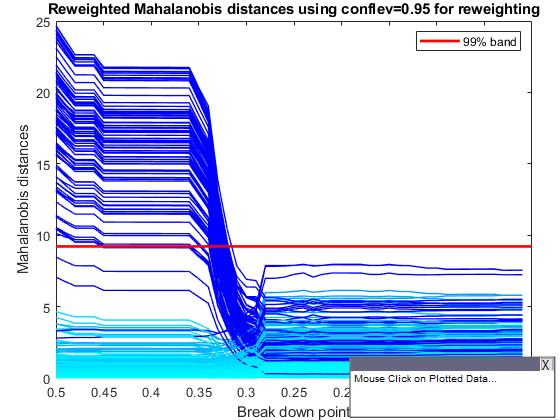 Reweighted Mahalanobis distances using conflev=0.95 for reweighting
99% band
25
20
15
10
5
0
Mahalanobis distances
0.5 0.45 0.4 0.35 0.3 0.25
Break down point
X
Mouse Click on Plotted Data...